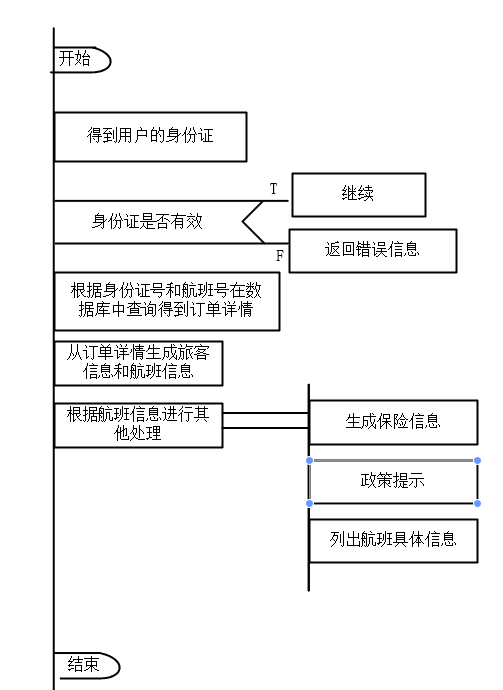 开始
得到用户的身份证
T
继续
身份证是否有效
F
返回错误信息
根据身份证号和航班号在数
据库中查询得到订单详情
从订单详情生成旅客
信息和航班信息
根据航班信息进行其
他处理
生成保险信息
政策提示
列出航班具体信息
结束